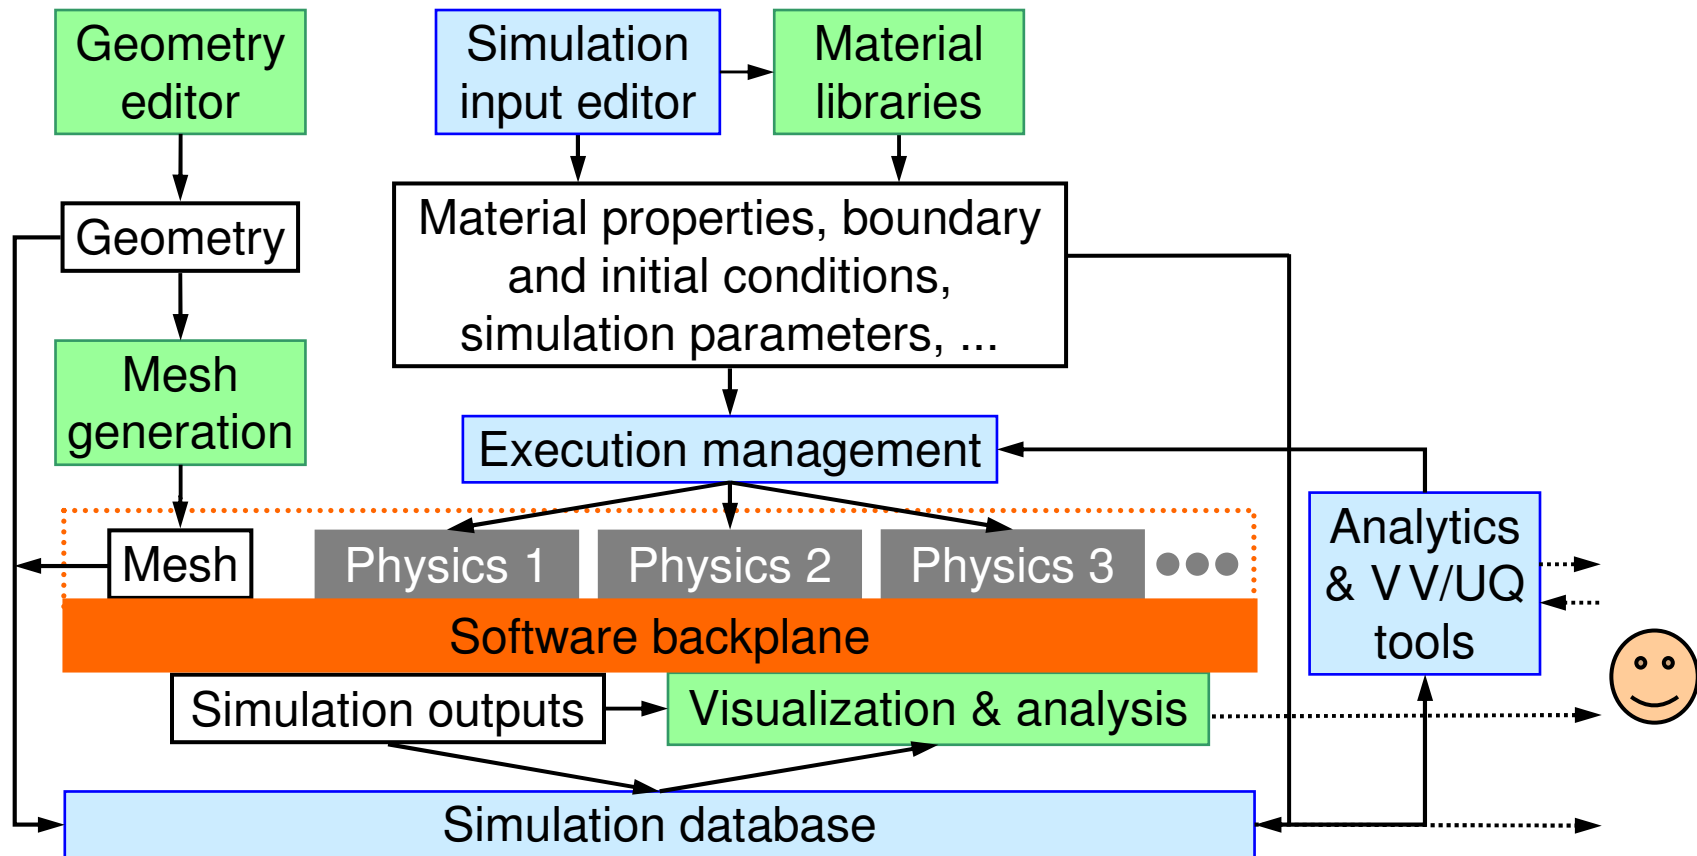 Geometry
editor
Simulation
input editor
Material
libraries
Geometry
Material properties, boundary
and initial conditions,
simulation parameters, ...
Mesh
generation
Execution management
Mesh
Physics 1
Physics 2
Physics 3
Analytics
& VV/UQ
tools
Software backplane
Simulation outputs
Visualization & analysis
Simulation database